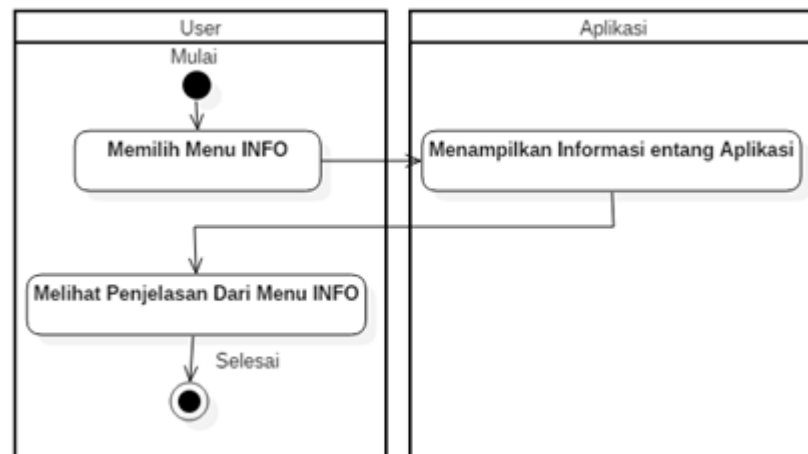 User
Aplikasi
Mulai
Memilih Menu INFO
Menampilkan Informasi entang Aplikasi
Melihat Penjelasan Dari Menu INFO
Selesai